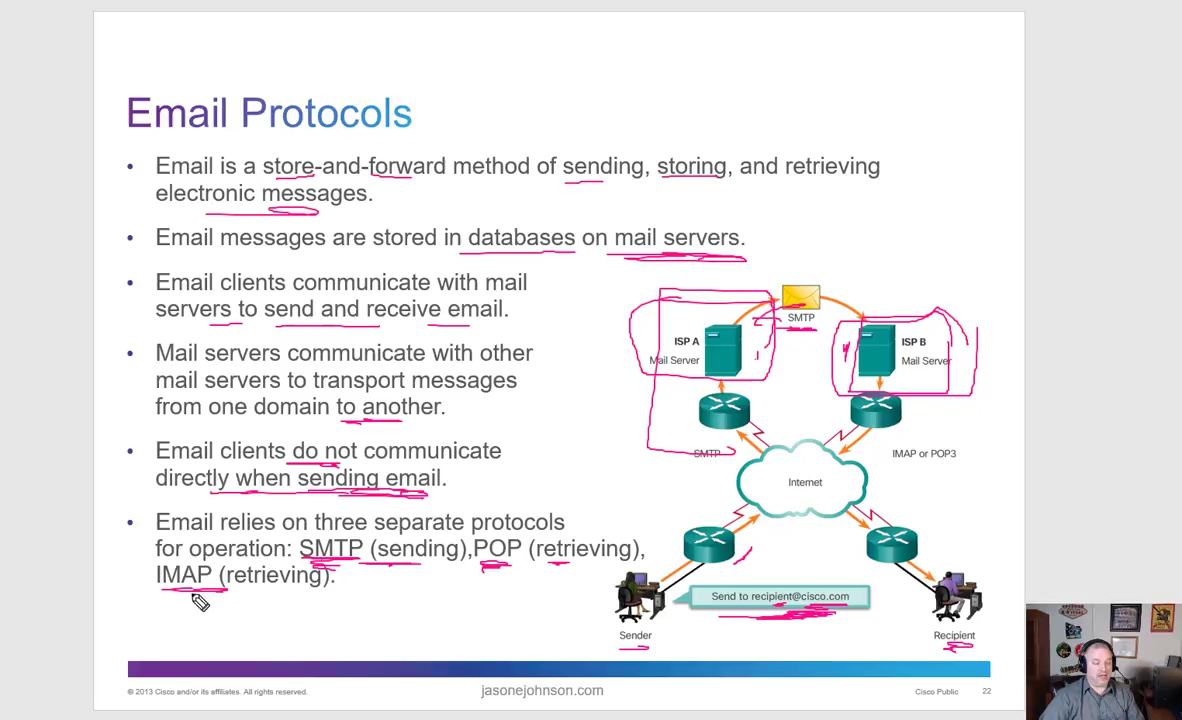 Email Protocols
• Email is a store-and-forward method of sending, storing, and retrieving
electronic messages.
• Email messages are stored in databases on mail servers.
• Email clients communicate with mail
servers to send and receive email.
• Mail servers communicate with other
mail servers to transport messages
from one domain to another.
• Email clients do not communicate
directly when sending email.
• Email relies on three separate protocols
for operation: SMTP (sending),POP (retrieving),
IMAP (retrieving).
SMTP
ISP A
Mail Server
ISP B
Mail Server
SMTP
IMAP or POP3
Internet
Send to recipient@cisco.com
Sender
Recipient
© 2013 Cisco and/or its affiliates. All rights reserved.
jasonejohnson.com
Cisco Public
22